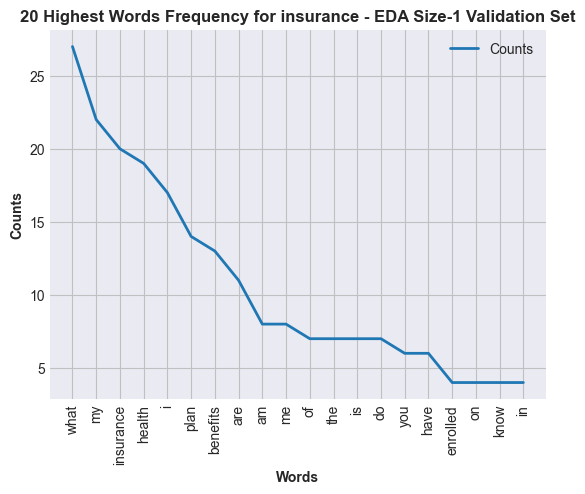 20 Highest Words Frequency for insurance - EDA Size-1 Validation Set
Counts
25
20
15
10
5
Counts
what
my
insurance
health
i
plan
benefits
are
am
me
of
the
is
do
you
have
enrolled
on
know
in
Words